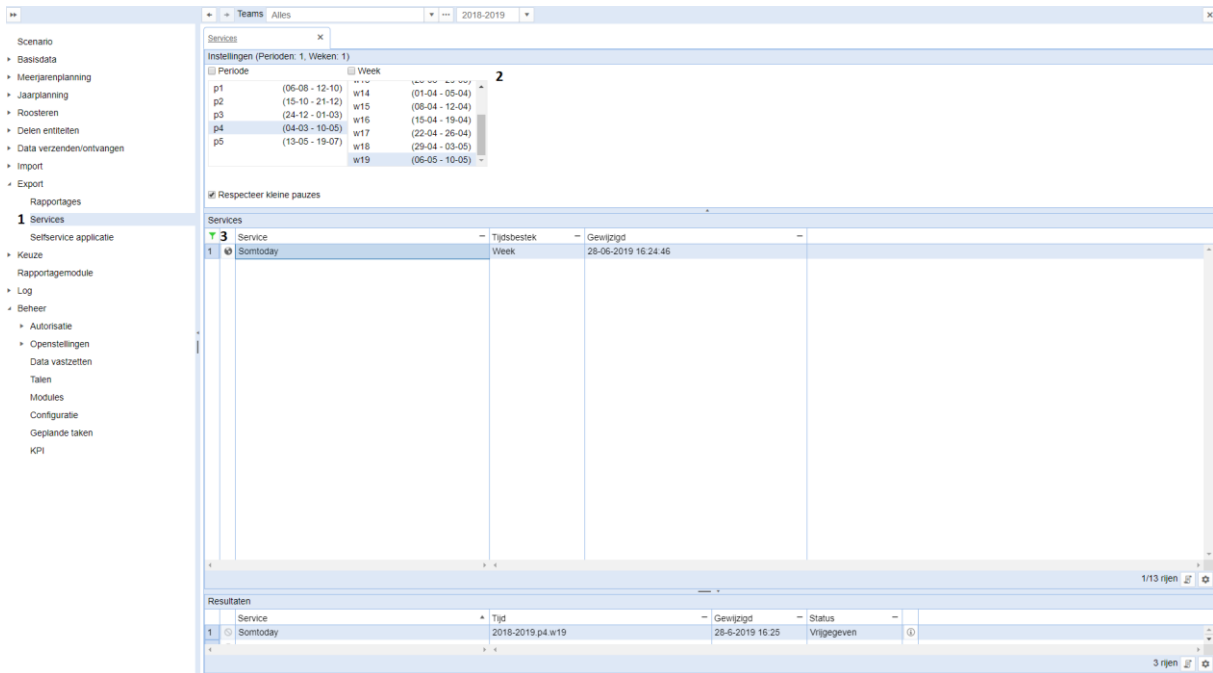 Teams Alles 2018-2019
Scenario
Basisdata
Meerjarenplanning
Jaarplanning
Roosteren
Delen entiteiten
Data verzenden/ontvangen
Import
Export
Rapportages
1 Services
Selfservice applicatie
Keuze
Rapportagemodule
Log
Beheer
Autorisatie
Openstellingen
Data vastzetten
Talen
Modules
Configuratie
Geplande taken
KPI
Services
Instellingen (Perioden: 1, Weken: 1)
Periode
p1 (06-08 - 12-10)
p2 (15-10 - 21-12)
p3 (24-12 - 01-03)
p4 (04-03 - 10-05)
p5 (13-05 - 19-07)
Week
w14 (01-04 - 05-04)
w15 (08-04 - 12-04)
w16 (15-04 - 19-04)
w17 (22-04 - 26-04)
w18 (29-04 - 03-05)
w19 (06-05 - 10-05)
2
Respecteer kleine pauzes
Services
3 Service Tijdsbestek Gewijzigd
1 Somtoday Week 28-06-2019 16:24:46
1/13 rijen
Resultaten
Service Tijd Gewijzigd Status
1 Somtoday 2018-2019.p4.w19 28-6-2019 16:25 Vrijgegeven
3 rijen